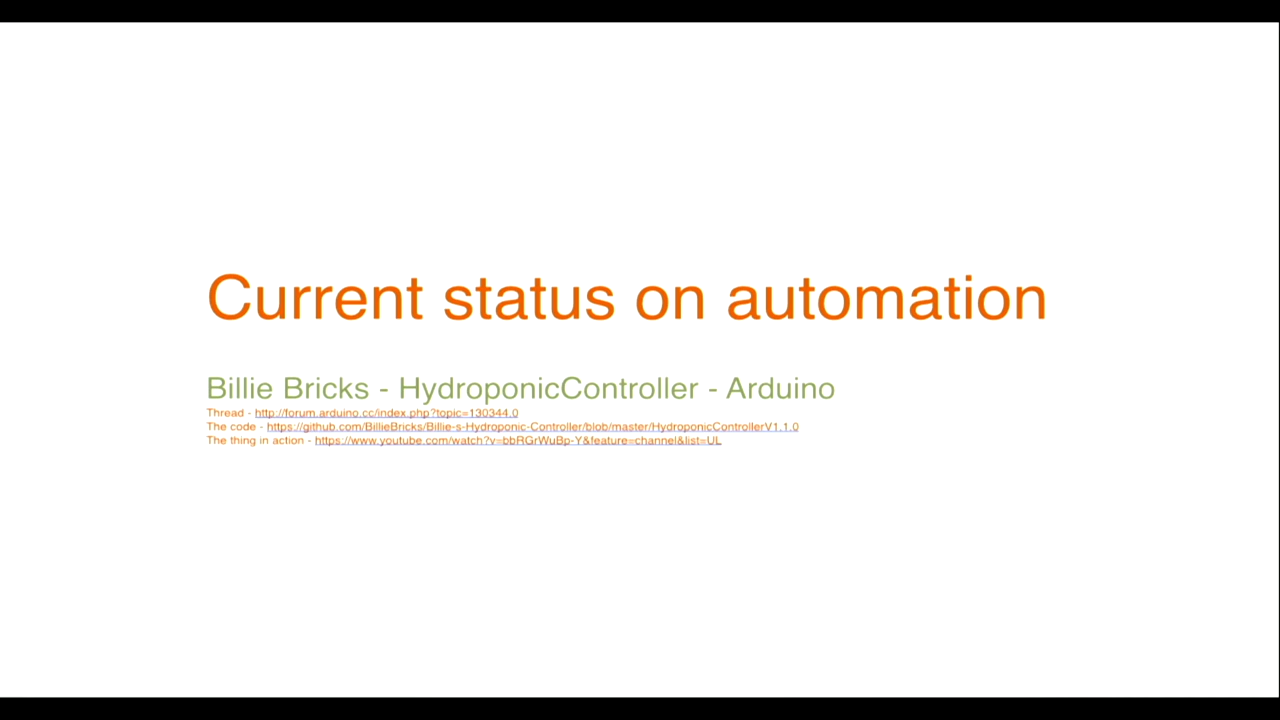 Current status on automation
Billie Bricks - HydroponicController - Arduino
Thread - http://forum.arduino.cc/index.php?topic=130344.0
The code - https://github.com/BillieBricks/Billie-s-Hydroponic-Controller/blob/master/HydroponicControllerV1.1.0
The thing in action - https://www.youtube.com/watch?v=bbRGrWuBp-Y&feature=channel&list=UL